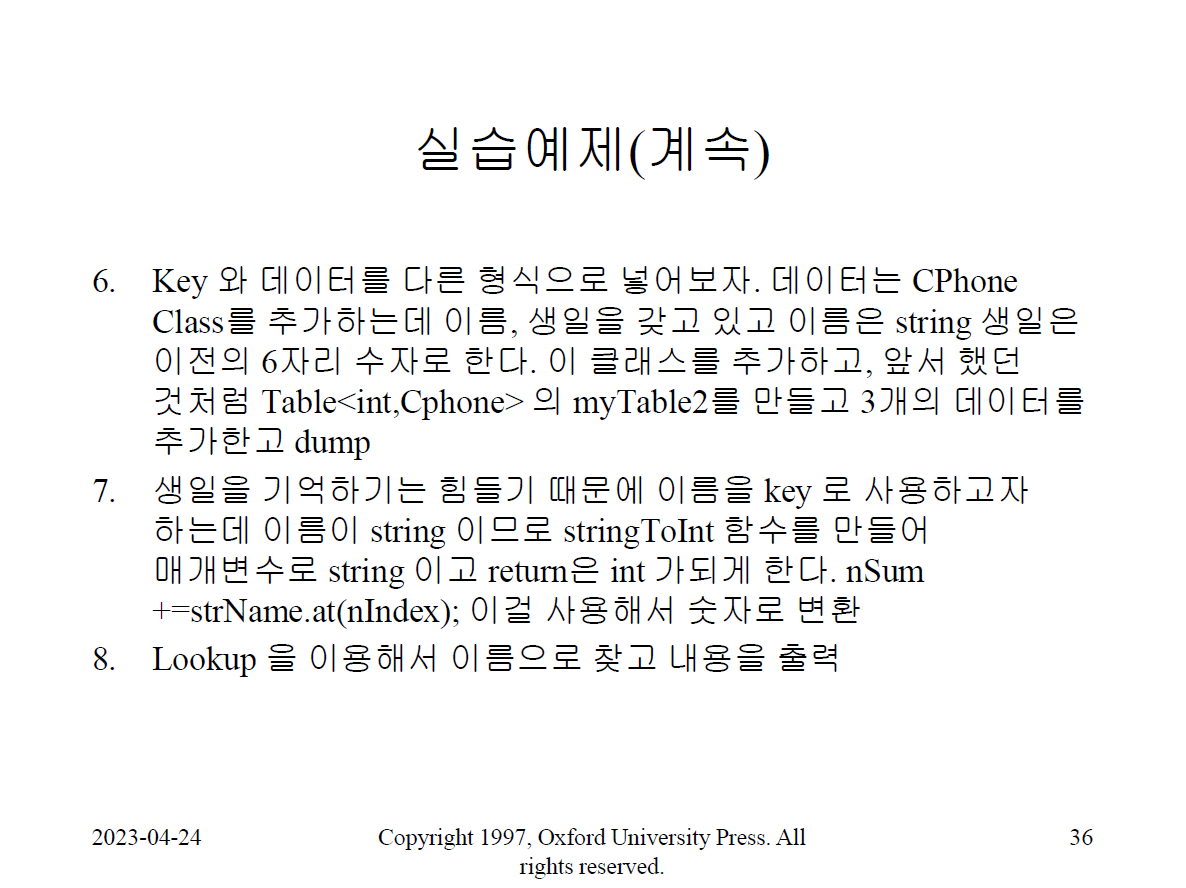 실습예제(계속)
6. Key 와 데이터를 다른 형식으로 넣어보자. 데이터는 CPhone
Class를 추가하는데 이름, 생일을 갖고 있고 이름은 string 생일은
이전의 6자리 수자로 한다. 이 클래스를 추가하고, 앞서 했던
것처럼 Table<int,Cphone> 의 myTable2를 만들고 3개의 데이터를
추가한고 dump
7. 생일을 기억하기는 힘들기 때문에 이름을 key 로 사용하고자
하는데 이름이 string 이므로 stringToInt 함수를 만들어
매개변수로 string 이고 return은 int 가되게 한다. nSum
+=strName.at(nIndex); 이걸 사용해서 숫자로 변환
8. Lookup 을 이용해서 이름으로 찾고 내용을 출력
2023-04-24
Copyright 1997, Oxford University Press. All
rights reserved.
36